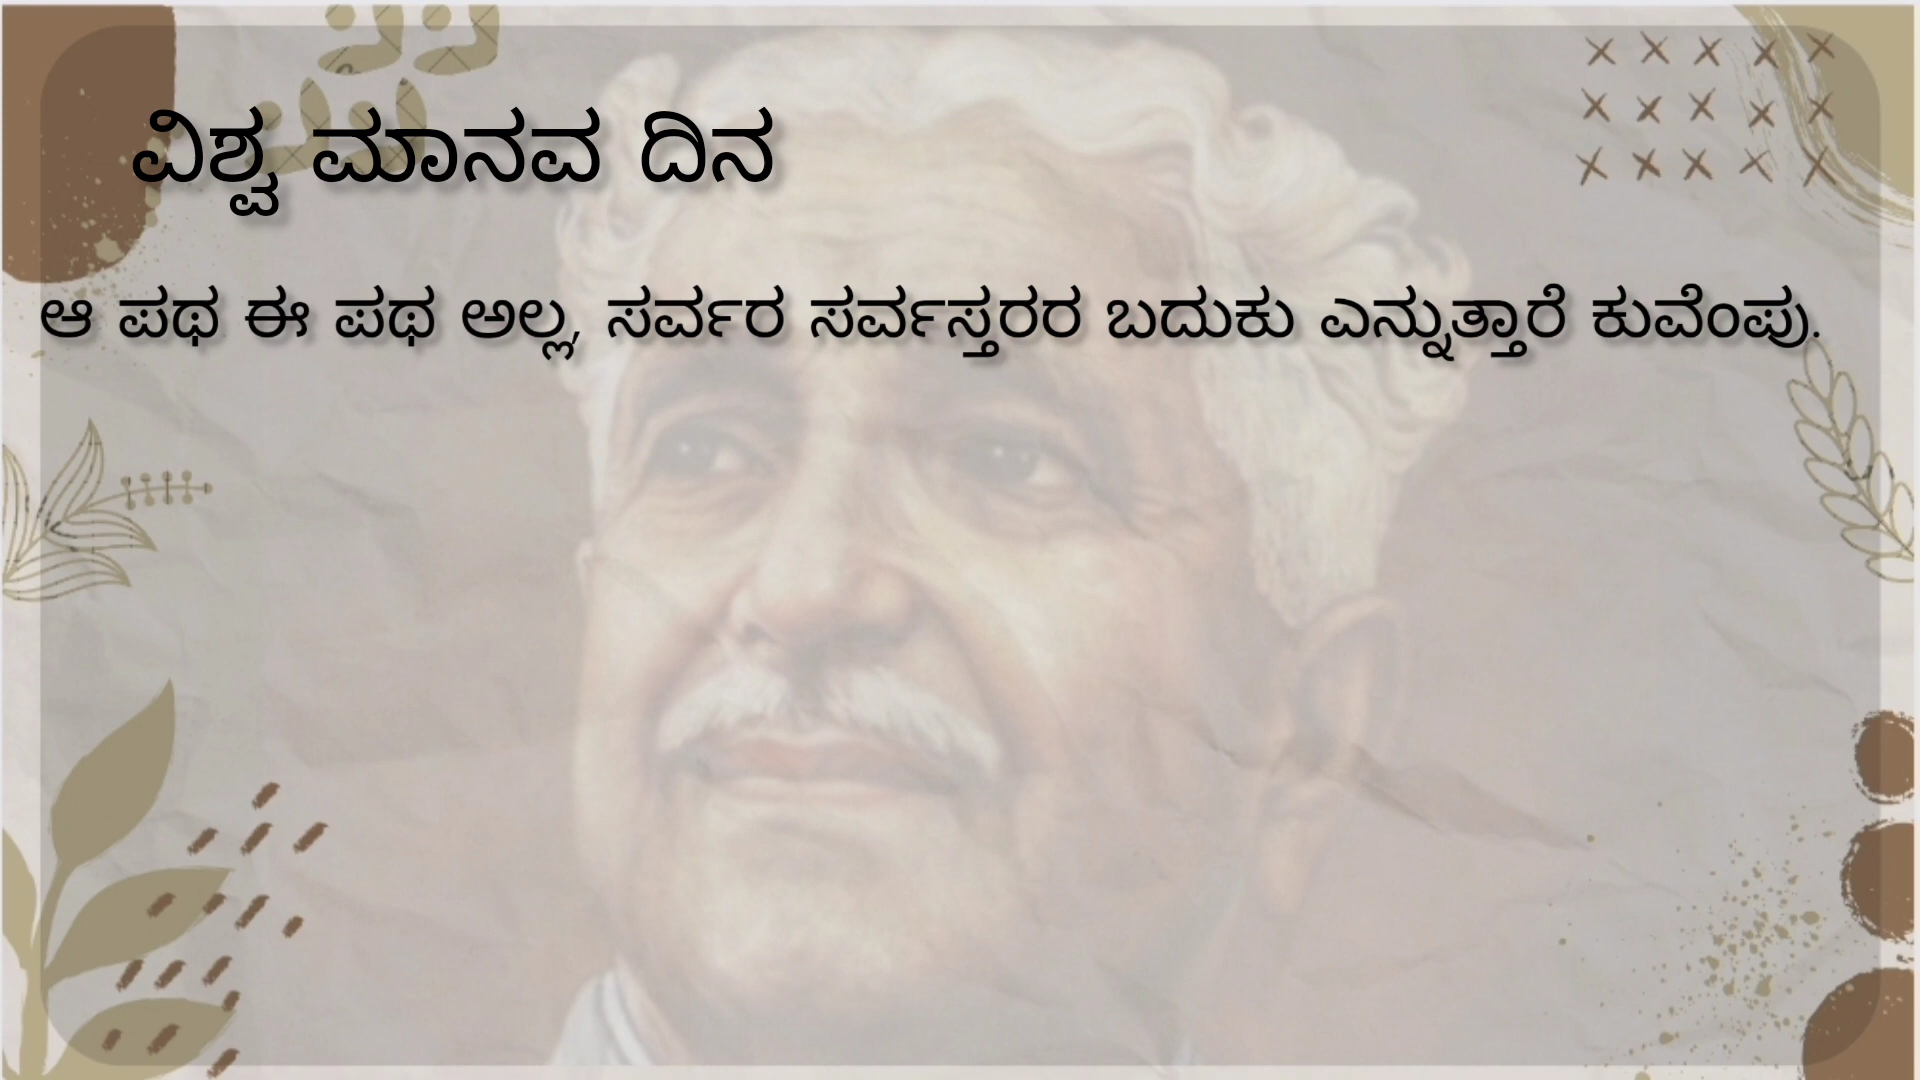 ವಿಶ್ವ ಮಾನವ ದಿನ
ಆ ಪಥ ಈ ಪಥ ಅಲ್ಲ, ಸರ್ವರ ಸರ್ವಸ್ತರರ ಬದುಕು ಎನ್ನುತ್ತಾರೆ ಕುವೆಂಪು.